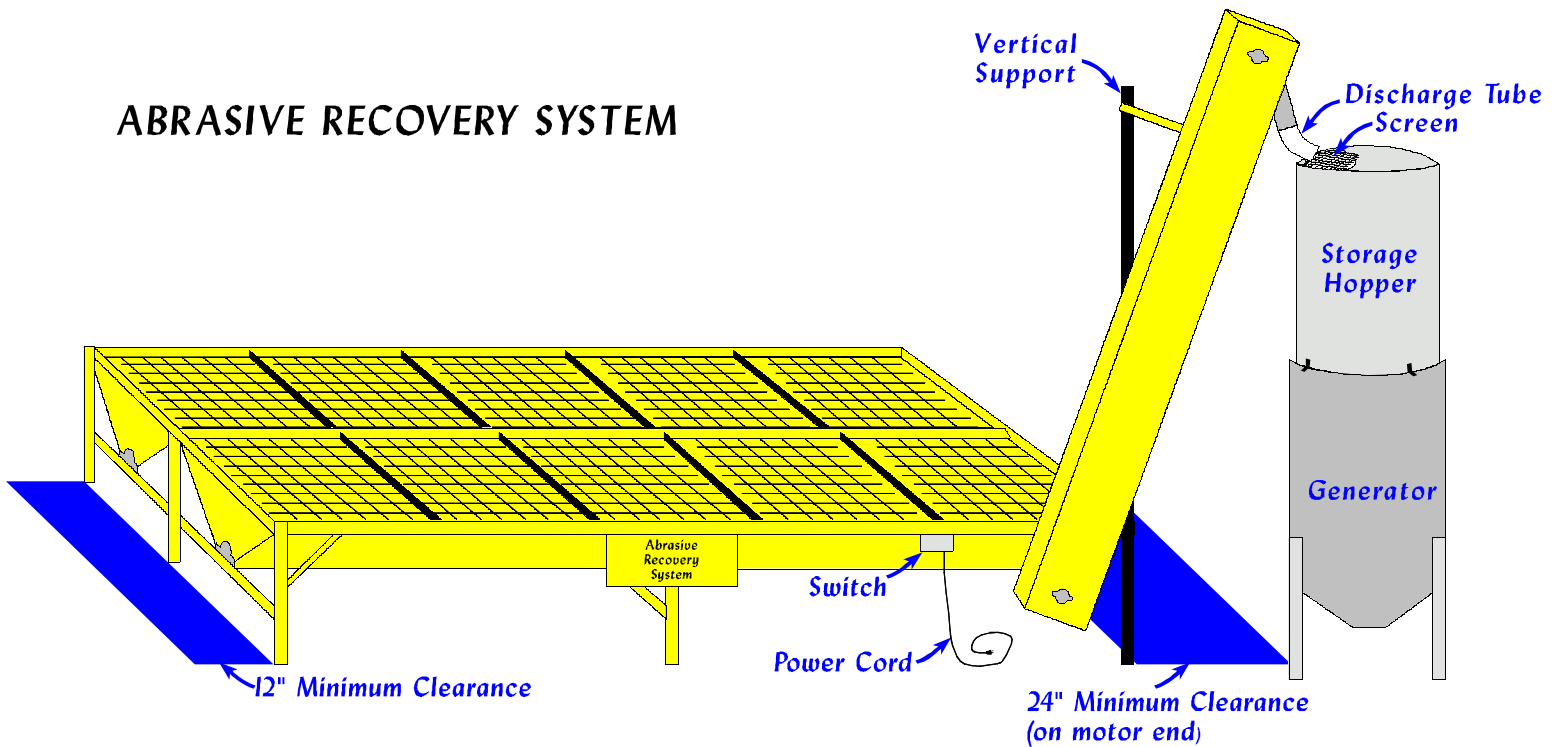 ABRASIVE RECOVERY SYSTEM
Vertical
Support
Discharge Tube
Screen
Storage
Hopper
Generator
Abrasive
Recovery
System
Switch
Power Cord
12" Minimum Clearance
24" Minimum Clearance
(on motor end)